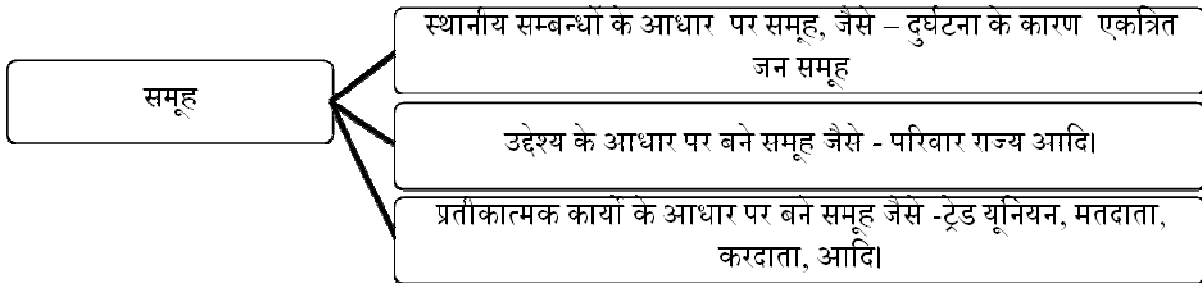 स्थानीय सम्बन्धों के आधार पर समूह, जैसे – दुर्घटना के कारण एकत्रित
जन समूह
समूह
उद्देश्य के आधार पर बने समूह जैसे - परिवार राज्य आदि।
प्रतीकात्मक कार्यों के आधार पर बने समूह जैसे -ट्रेड यूनियन, मतदाता,
करदाता, आदि।